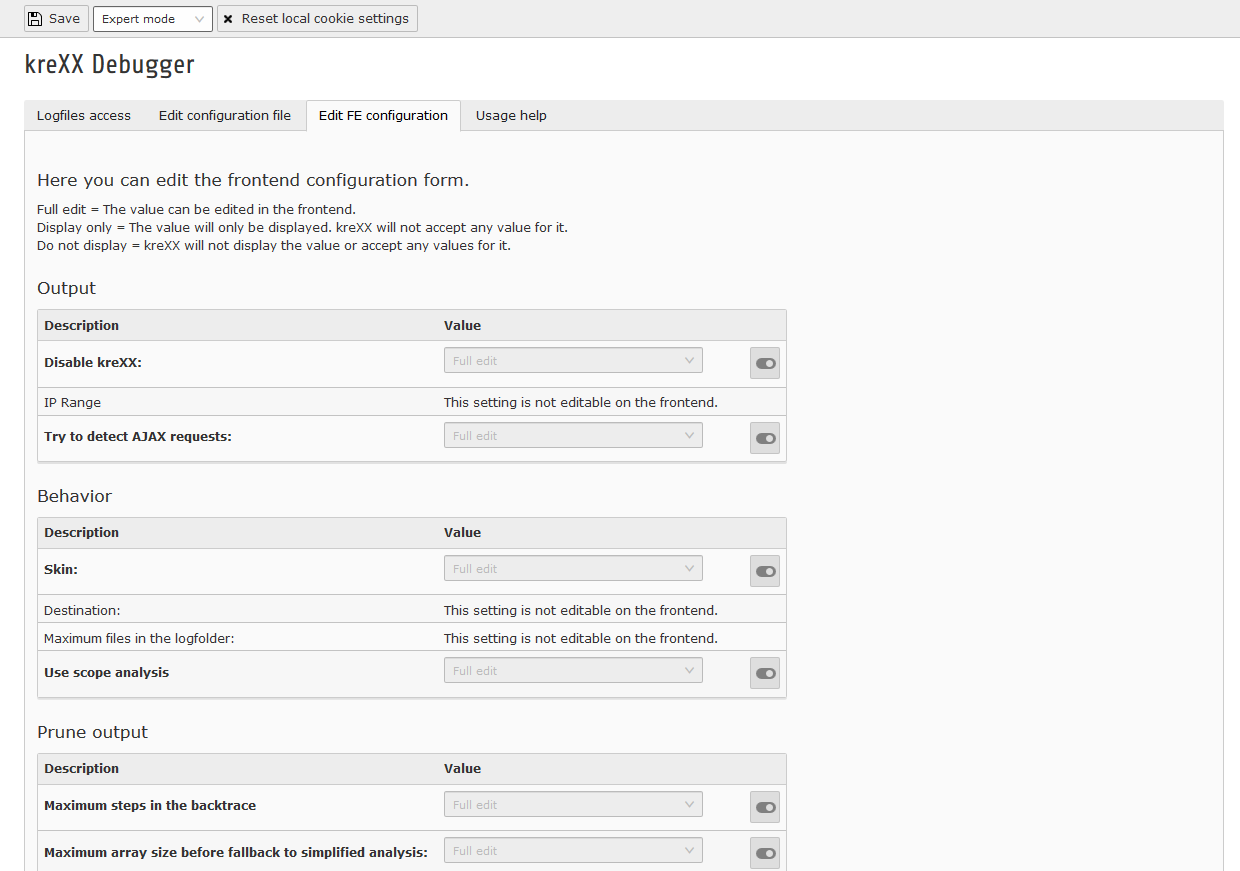 Save Expert mode Reset local cookie settings
kreXX Debugger
Logfiles access Edit configuration file Edit FE configuration Usage help
Here you can edit the frontend configuration form.
Full edit = The value can be edited in the frontend.
Display only = The value will only be displayed. kreXX will not accept any value for it.
Do not display = kreXX will not display the value or accept any values for it.
Output
Description Value
Disable kreXX: Full edit
IP Range This setting is not editable on the frontend.
Try to detect AJAX requests: Full edit
Behavior
Description Value
Skin: Full edit
Destination: This setting is not editable on the frontend.
Maximum files in the logfolder: This setting is not editable on the frontend.
Use scope analysis Full edit
Prune output
Description Value
Maximum steps in the backtrace Full edit
Maximum array size before fallback to simplified analysis: Full edit